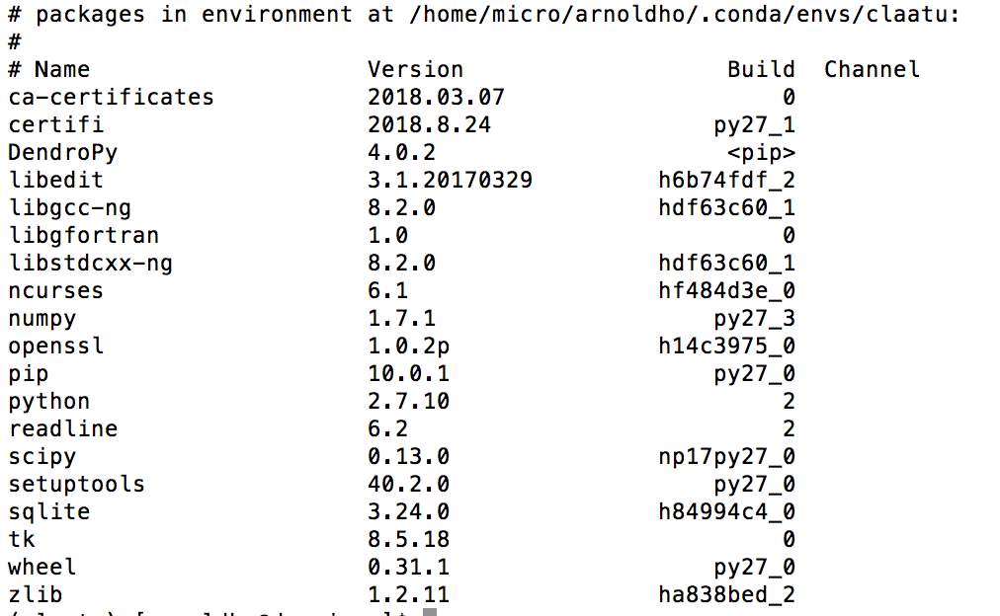 # packages in environment at /home/micro/arnoldho/.conda/envs/claatu:
#
# Name Version Build Channel
ca-certificates 2018.03.07 0
certifi 2018.8.24 py27_1
DendroPy 4.0.2 <pip>
libedit 3.1.20170329 h6b74fdf_2
libgcc-ng 8.2.0 hdf63c60_1
libgfortran 1.0 0
libstdcxx-ng 8.2.0 hdf63c60_1
ncurses 6.1 hf484d3e_0
numpy 1.7.1 py27_3
openssl 1.0.2p h14c3975_0
pip 10.0.1 py27_0
python 2.7.10 2
readline 6.2 2
scipy 0.13.0 np17py27_0
setuptools 40.2.0 py27_0
sqlite 3.24.0 h84994c4_0
tk 8.5.18 0
wheel 0.31.1 py27_0
zlib 1.2.11 ha838bed_2